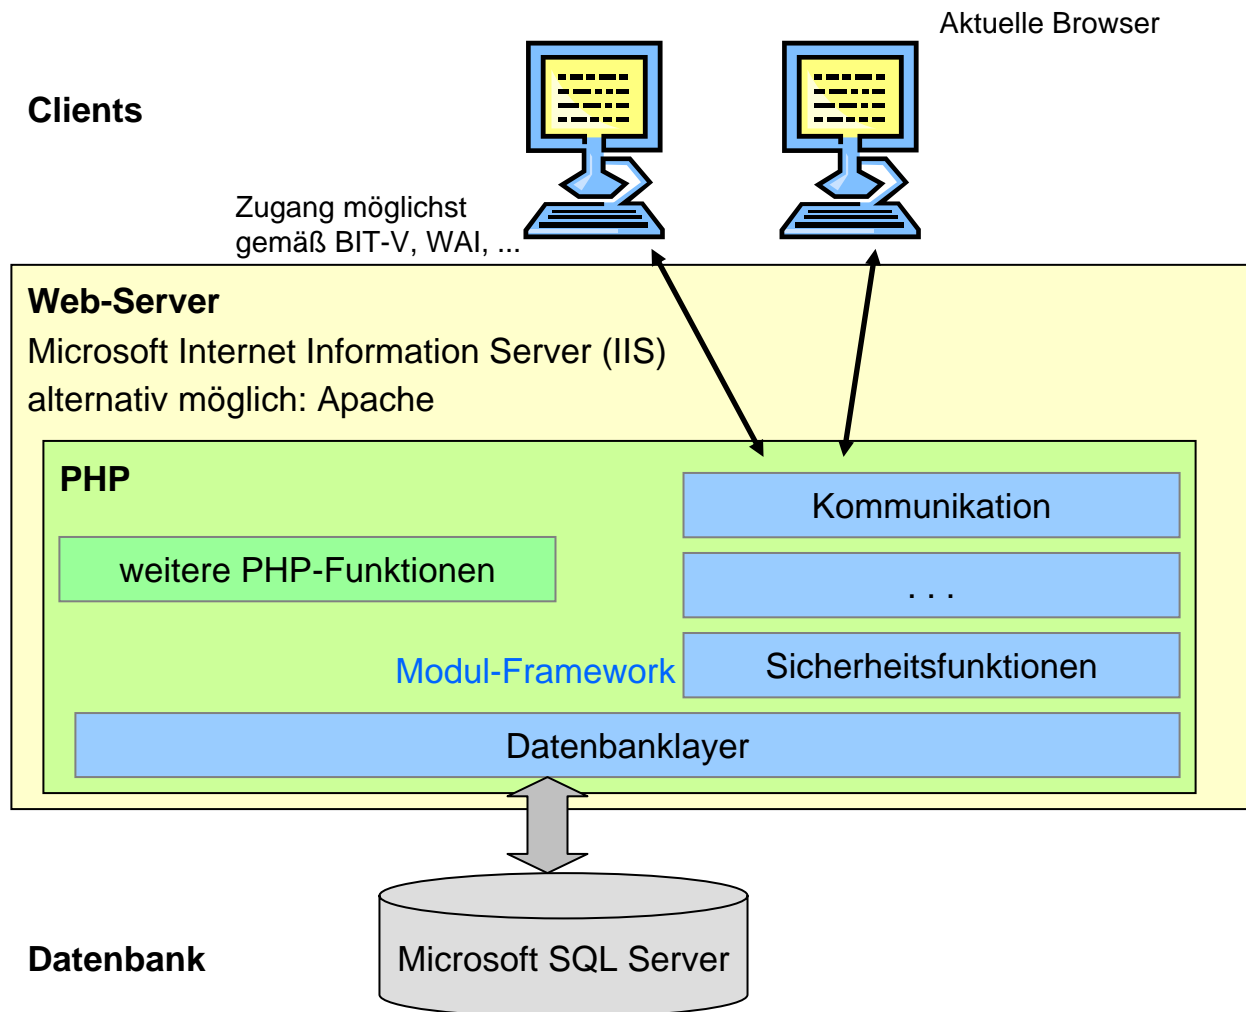 Aktuelle Browser
Clients
Zugang möglichst
gemäß BIT-V, WAI, ...
Web-Server
Microsoft Internet Information Server (IIS)
alternativ möglich: Apache
PHP
Kommunikation
weitere PHP-Funktionen
. . .
Modul-Framework
Sicherheitsfunktionen
Datenbanklayer
Datenbank
Microsoft SQL Server